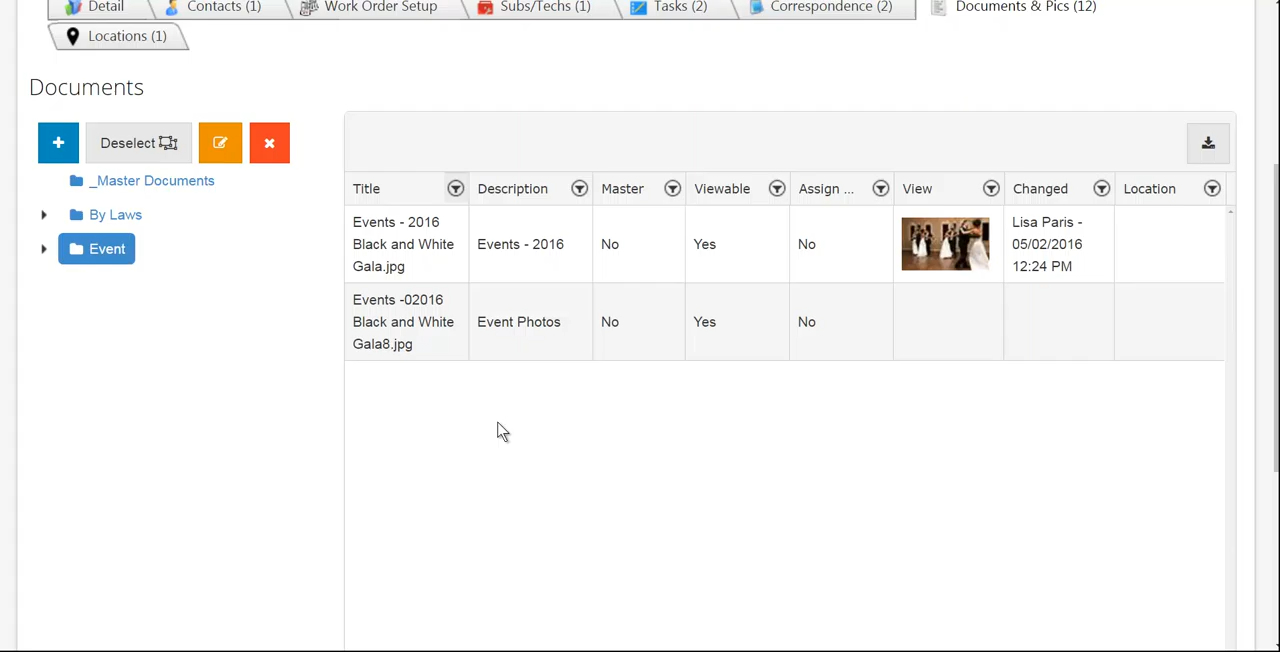 Detail Contacts (1) Work Order Setup Subs/Techs (1) Tasks (2) Correspondence (2) Documents & Pics (12)
Locations (1)
Documents
Deselect
_Master Documents
By Laws
Event
Title Description Master Viewable Assign ... View Changed Location
Events - 2016
Black and White
Gala.jpg
Events - 2016
No
Yes
No
Lisa Paris -
05/02/2016
12:24 PM
Events -02016
Black and White
Gala8.jpg
Event Photos
No
Yes
No